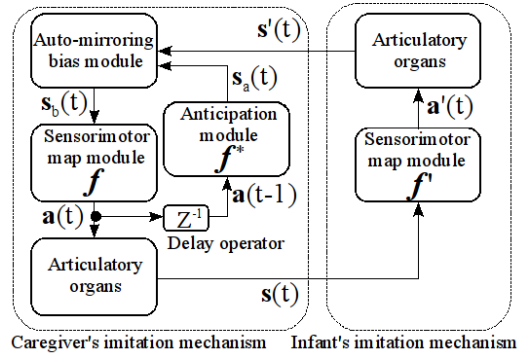 s'(t)
Auto-mirroring
bias module
Articulatory
organs
s_a(t)
s_b(t)
a'(t)
Anticipation
module
f*
Sensorimotor
map module
f
Sensorimotor
map module
f'
a(t-1)
a(t)
Z⁻¹
Delay operator
Articulatory
organs
s(t)
Caregiver's imitation mechanism
Infant's imitation mechanism